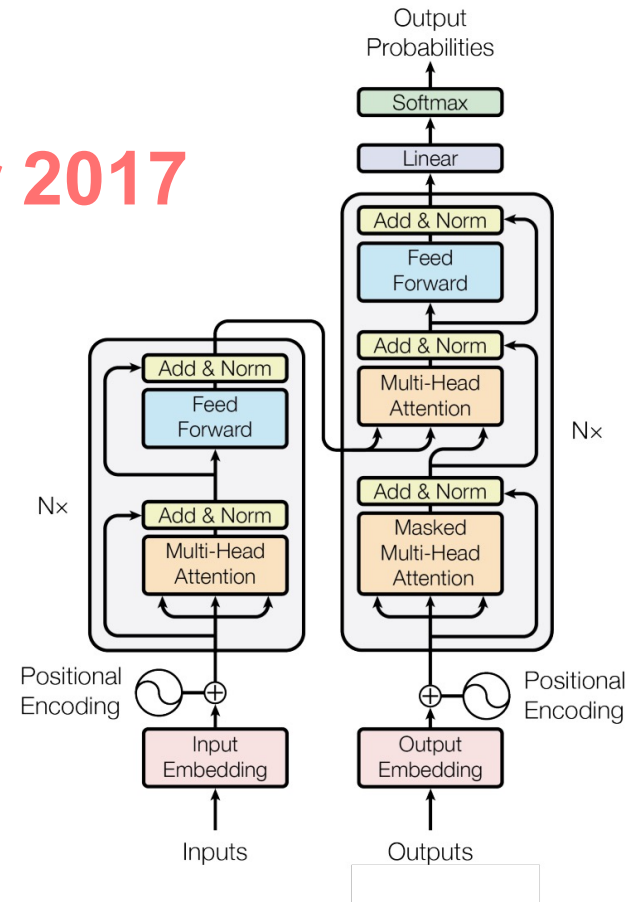 Output
Probabilities
Softmax
Linear
2017
Add & Norm
Feed
Forward
Add & Norm
Multi-Head
Attention
Nx
Add & Norm
Masked
Multi-Head
Attention
Add & Norm
Feed
Forward
Nx
Add & Norm
Multi-Head
Attention
Positional
Encoding
Positional
Encoding
Input
Embedding
Output
Embedding
Inputs
Outputs